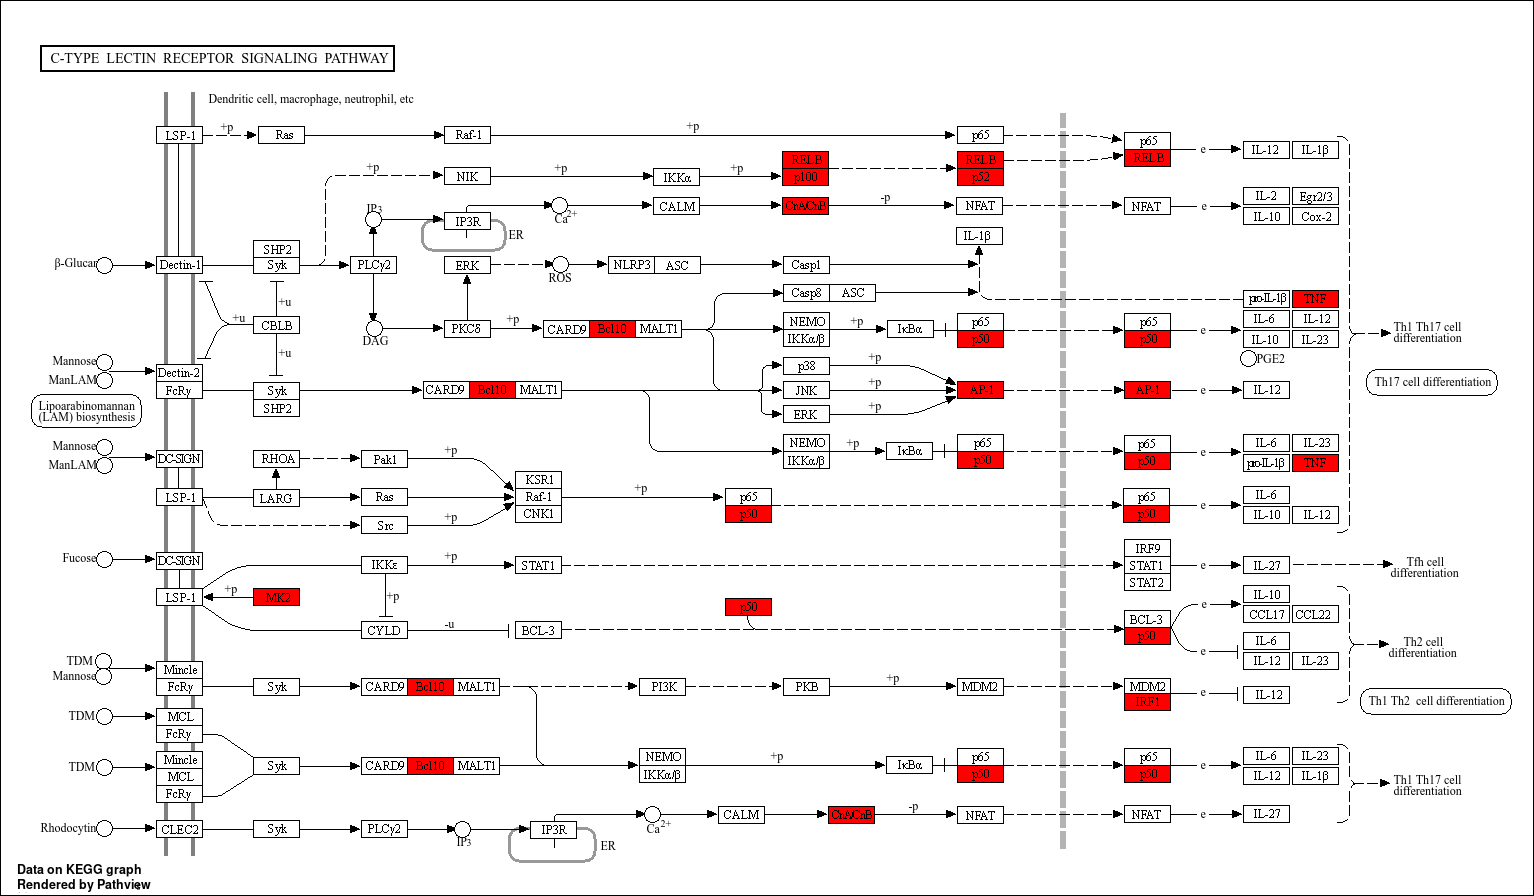 C-TYPE LECTIN RECEPTOR SIGNALING PATHWAY
Dendritic cell, macrophage, neutrophil, etc
LSP-1 +p Ras Raf-1 +p p65 p65
RELB RELB RELB e IL-12 IL-1β
+p NIK +p IKKα +p p100 p52
IP3 IP3R Ca2+ CALM CnA/CnB -p NFAT NFAT e IL-2 Egr2/3
IL-10 Cox-2
ER
IL-1β
SHP2
β-Glucan Dectin-1 Syk PLCγ2 ERK ROS NLRP3 ASC Casp1
Casp8 ASC pro-IL-1β TNF
+u
+u CBLB DAG PKCδ +p CARD9 Bcl10 MALT1 NEMO +p IκBα p65 p65 e IL-6 IL-12
IKKα/β p50 p50 IL-10 IL-23
Th1 Th17 cell
differentiation
+u
PGE2
Mannose
ManLAM Dectin-2 p38 +p
FcRγ Syk CARD9 Bcl10 MALT1 JNK +p AP-1 AP-1 e IL-12
Th17 cell differentiation
SHP2 ERK +p
Lipoarabinomannan
(LAM) biosynthesis
Mannose
ManLAM DC-SIGN RHOA Pak1 +p NEMO +p IκBα p65 p65 e IL-6 IL-23
IKKα/β p50 p50 pro-IL-1β TNF
KSR1
LSP-1 LARG Ras Raf-1 +p p65 p65 e IL-6
Src +p CNK1 p50 p50 IL-10 IL-12
Fucose DC-SIGN IKKε +p STAT1 IRF9
STAT1 e IL-27
STAT2
Tfh cell
differentiation
LSP-1 +p MK2 +p p50 IL-10
e CCL17 CCL22
CYLD -u BCL-3 BCL-3
p50 IL-6
e IL-12 IL-23
Th2 cell
differentiation
TDM
Mannose Mincle
FcRγ Syk CARD9 Bcl10 MALT1 PI3K PKB +p MDM2 MDM2 e IL-12
IRF1
Th1 Th2 cell differentiation
TDM MCL
FcRγ
TDM Mincle
MCL Syk CARD9 Bcl10 MALT1 NEMO +p IκBα p65 p65 e IL-6 IL-23
FcRγ IKKα/β p50 p50 IL-12 IL-1β
Th1 Th17 cell
differentiation
Rhodocytin CLEC2 Syk PLCγ2 IP3 IP3R Ca2+ CALM CnA/CnB -p NFAT NFAT e IL-27
ER
Data on KEGG graph
Rendered by Pathview